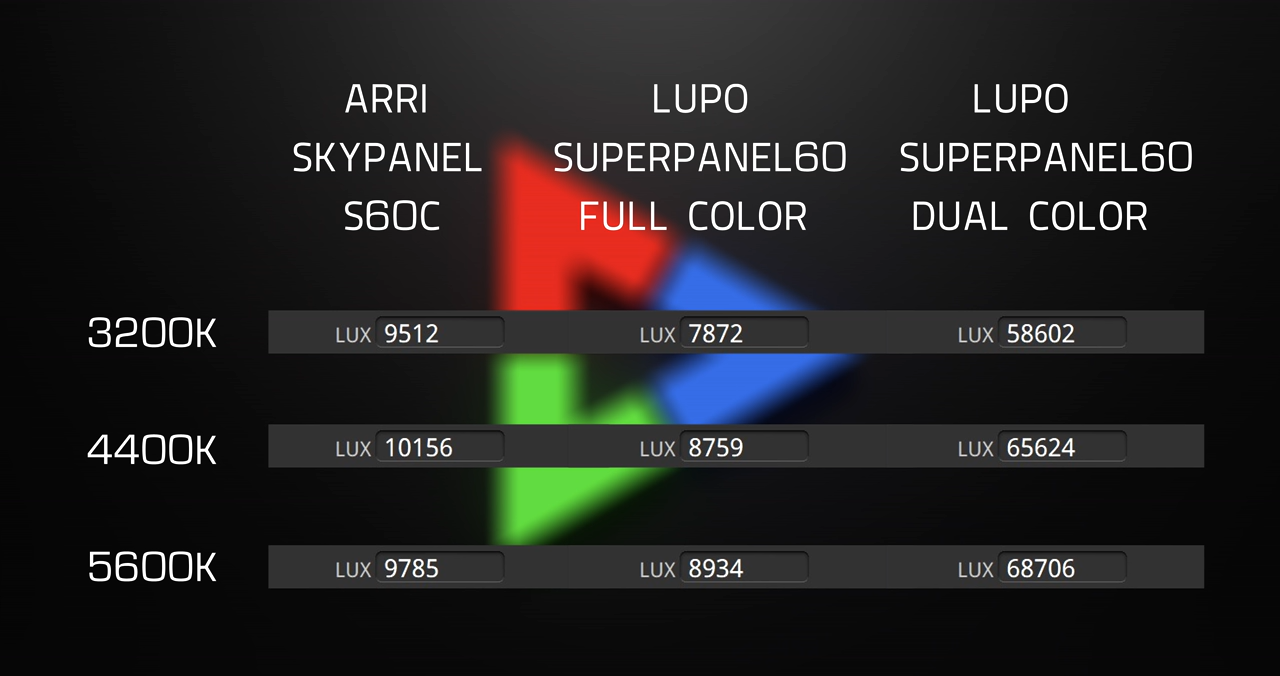 ARRI LUPO LUPO
SKYPANEL SUPERPANEL60 SUPERPANEL60
S60C FULL COLOR DUAL COLOR
3200K LUX 9512 LUX 7872 LUX 58602
4400K LUX 10156 LUX 8759 LUX 65624
5600K LUX 9785 LUX 8934 LUX 68706